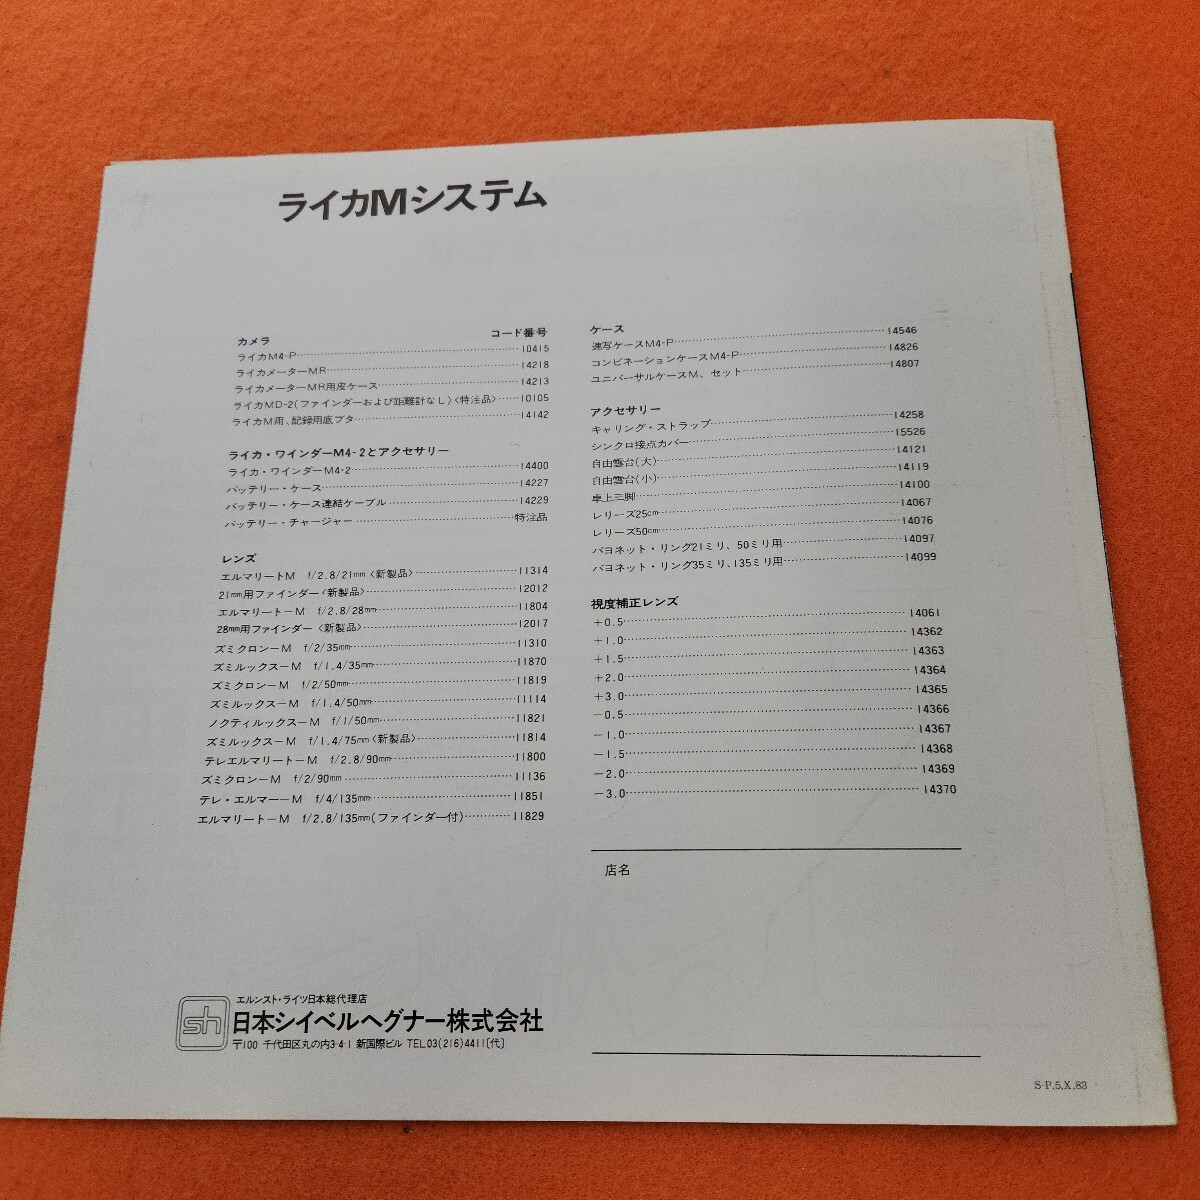 ライカMシステム
カメラ コード番号
ライカM4-P 10415
ライカメーターMR 14218
ライカメーターMR用皮ケース 14213
ライカMD-2(ファインダーおよび距離計なし)〈特注品〉 10105
ライカM用、記録用底ブタ 14142
ライカ・ワインダーM4-2とアクセサリー
ライカ・ワインダーM4-2 14400
バッテリー・ケース 14227
バッテリー・ケース連結ケーブル 14229
バッテリー・チャージャー 特注品
レンズ
エルマリートM f/2.8/21mm〈新製品〉 11314
21mm用ファインダー〈新製品〉 12012
エルマリート-M f/2.8/28mm 11804
28mm用ファインダー〈新製品〉 12017
ズミクロン-M f/2/35mm 11310
ズミルックス-M f/1.4/35mm 11870
ズミクロン-M f/2/50mm 11819
ズミルックス-M f/1.4/50mm 11114
ノクティルックス-M f/1/50mm 11821
ズミルックス-M f/1.4/75mm〈新製品〉 11814
テレエルマリート-M f/2.8/90mm 11800
ズミクロン-M f/2/90mm 11136
テレ・エルマー-M f/4/135mm 11851
エルマリート-M f/2.8/135mm(ファインダー付) 11829
ケース
速写ケースM4-P 14546
コンビネーションケースM4-P 14826
ユニバーサルケースM、セット 14807
アクセサリー
キャリング・ストラップ 14258
シンクロ接点カバー 15526
自由雲台(大) 14121
自由雲台(小) 14119
卓上三脚 14100
レリーズ25cm 14067
レリーズ50cm 14076
バヨネット・リング21ミリ、50ミリ用 14097
バヨネット・リング35ミリ、135ミリ用 14099
視度補正レンズ
+0.5 14061
+1.0 14362
+1.5 14363
+2.0 14364
+3.0 14365
-0.5 14366
-1.0 14367
-1.5 14368
-2.0 14369
-3.0 14370
店名
sh
エルンスト・ライツ日本総代理店
日本シイベルヘグナー株式会社
〒100 千代田区丸の内3-4-1 新国際ビル TEL03(216)4411[代]
S-P.5,X.83